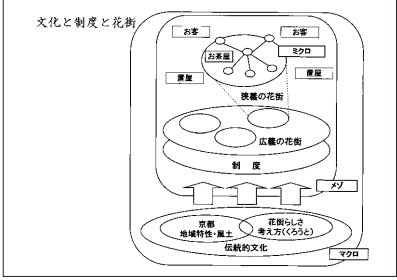 文化と制度と花街
お客
お客
お茶屋
ミクロ
置屋
置屋
狭義の花街
広義の花街
制 度
メゾ
京都
地域特性・風土
花街らしさ
考え方(くろうと)
伝統的文化
マクロ